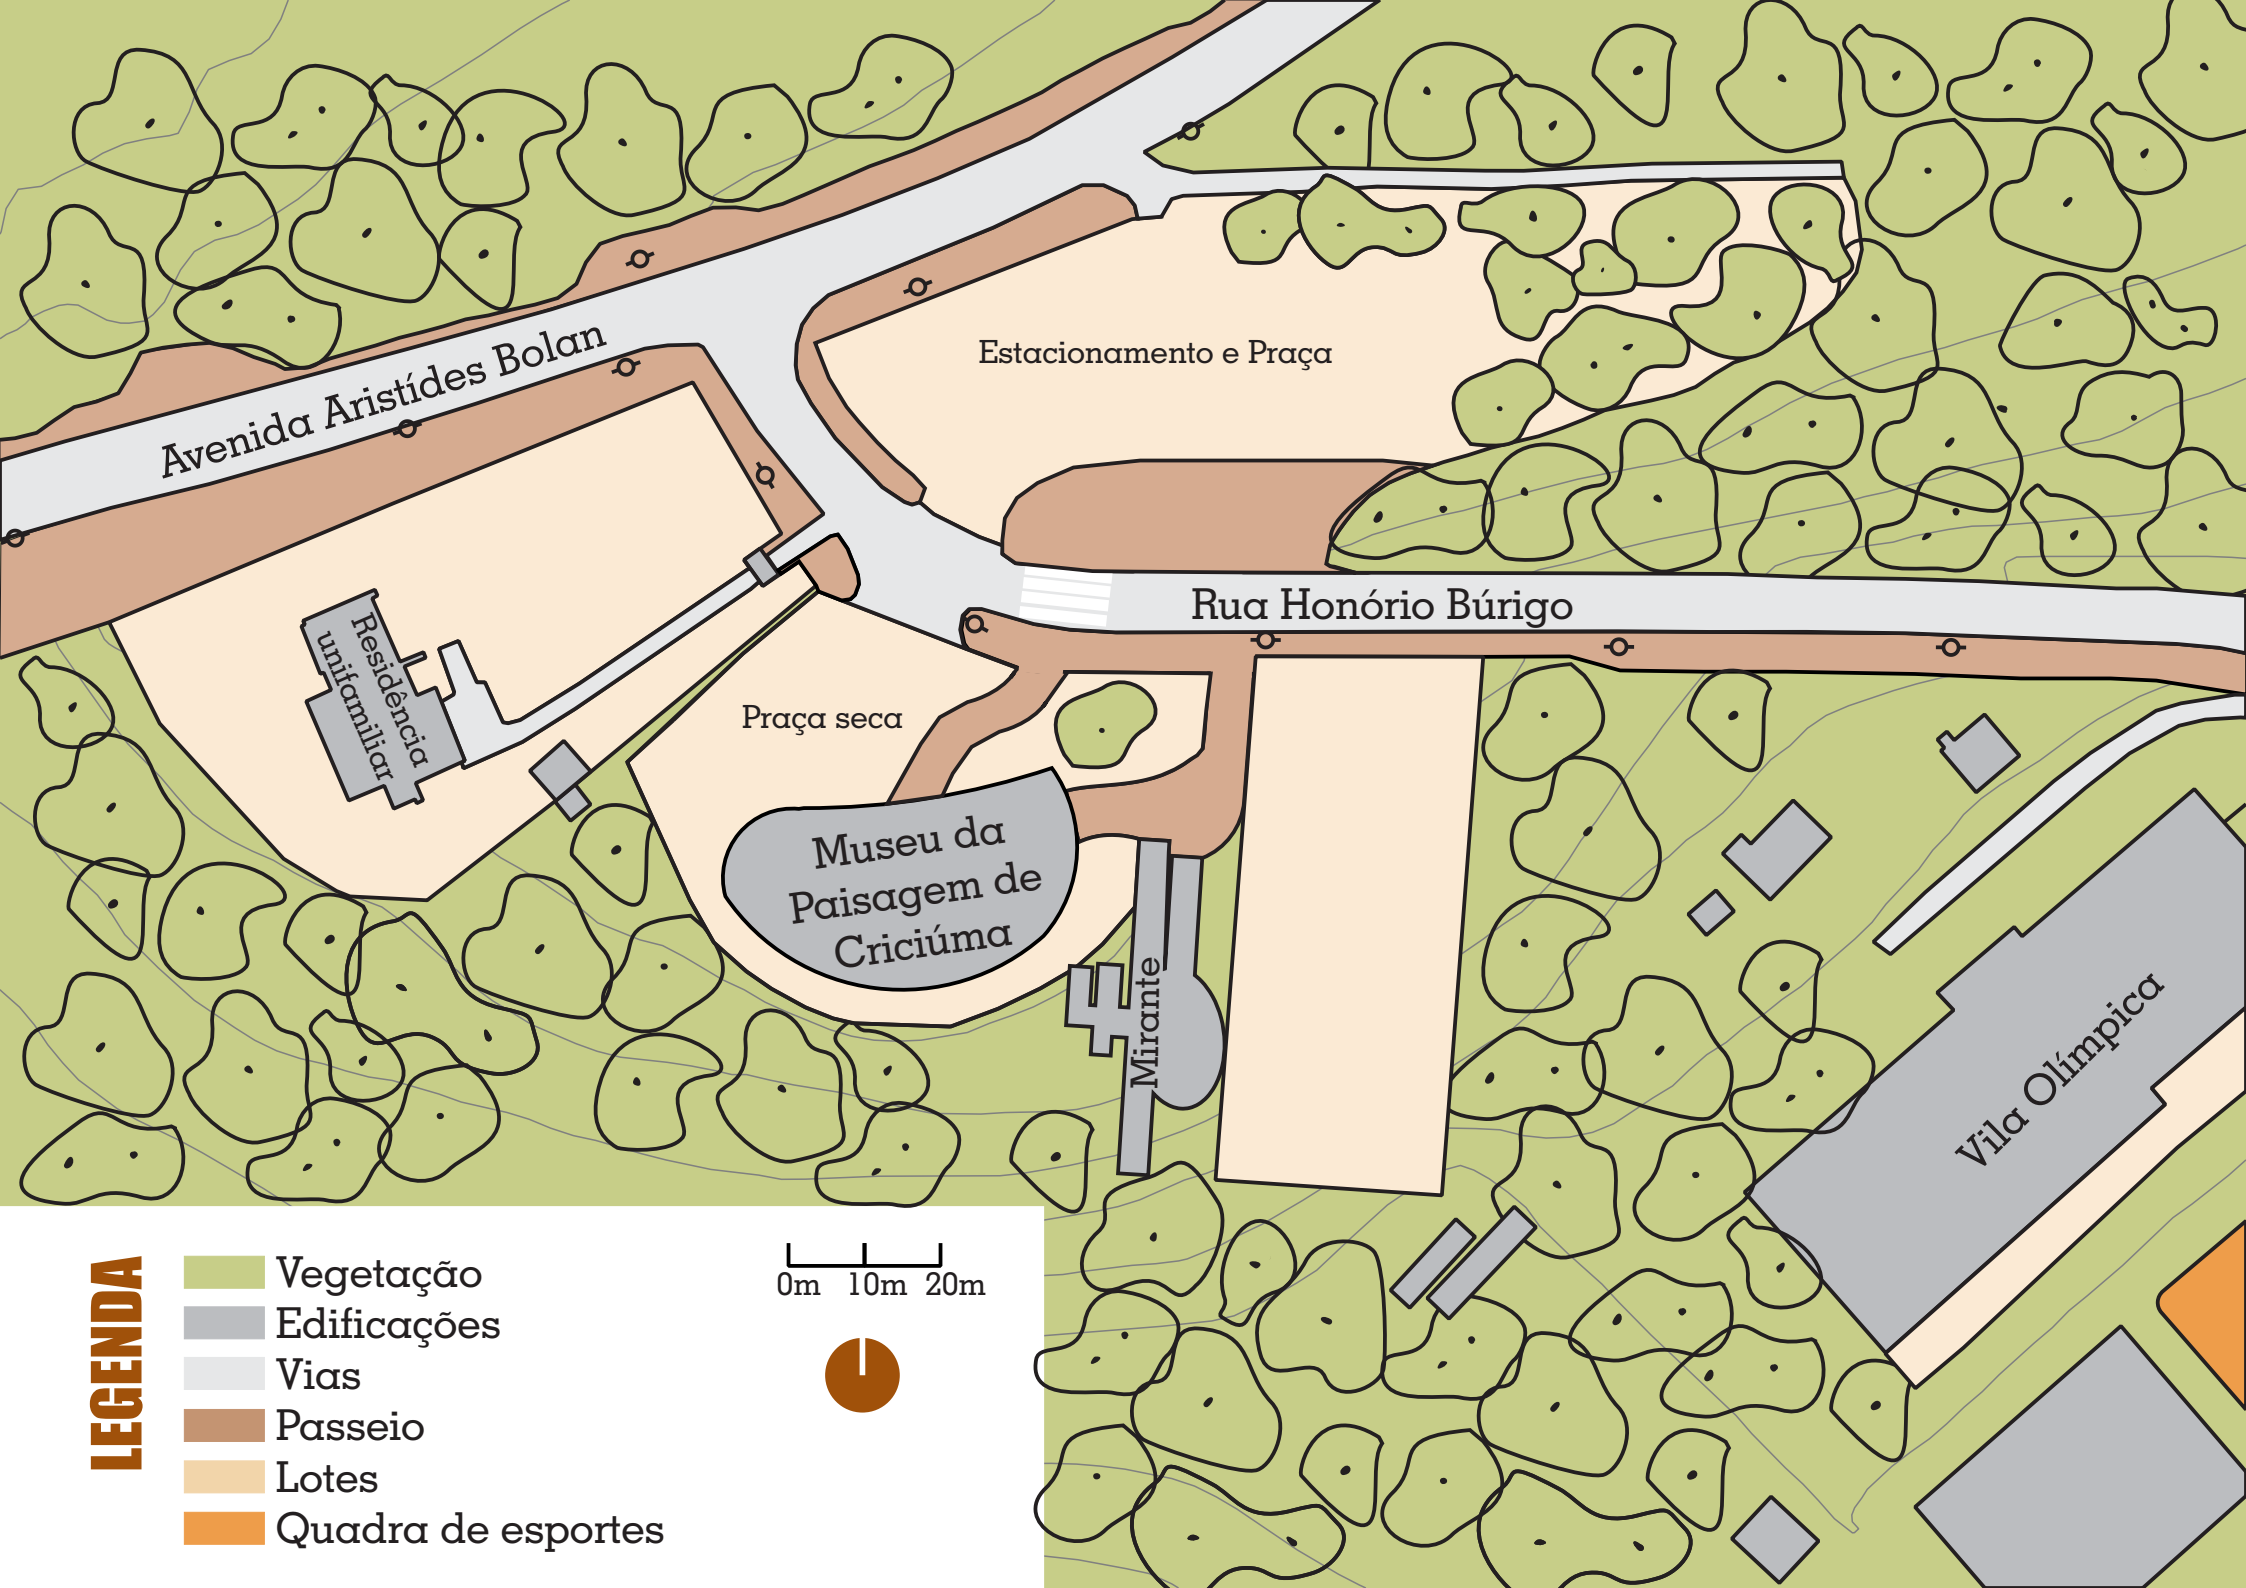 Avenida Aristídes Bolan
Estacionamento e Praça
Rua Honório Búrigo
Residência
unifamiliar
Praça seca
Museu da
Paisagem de
Criciúma
Mirante
Vila Olímpica
LEGENDA
Vegetação
Edificações
Vias
Passeio
Lotes
Quadra de esportes
0m 10m 20m